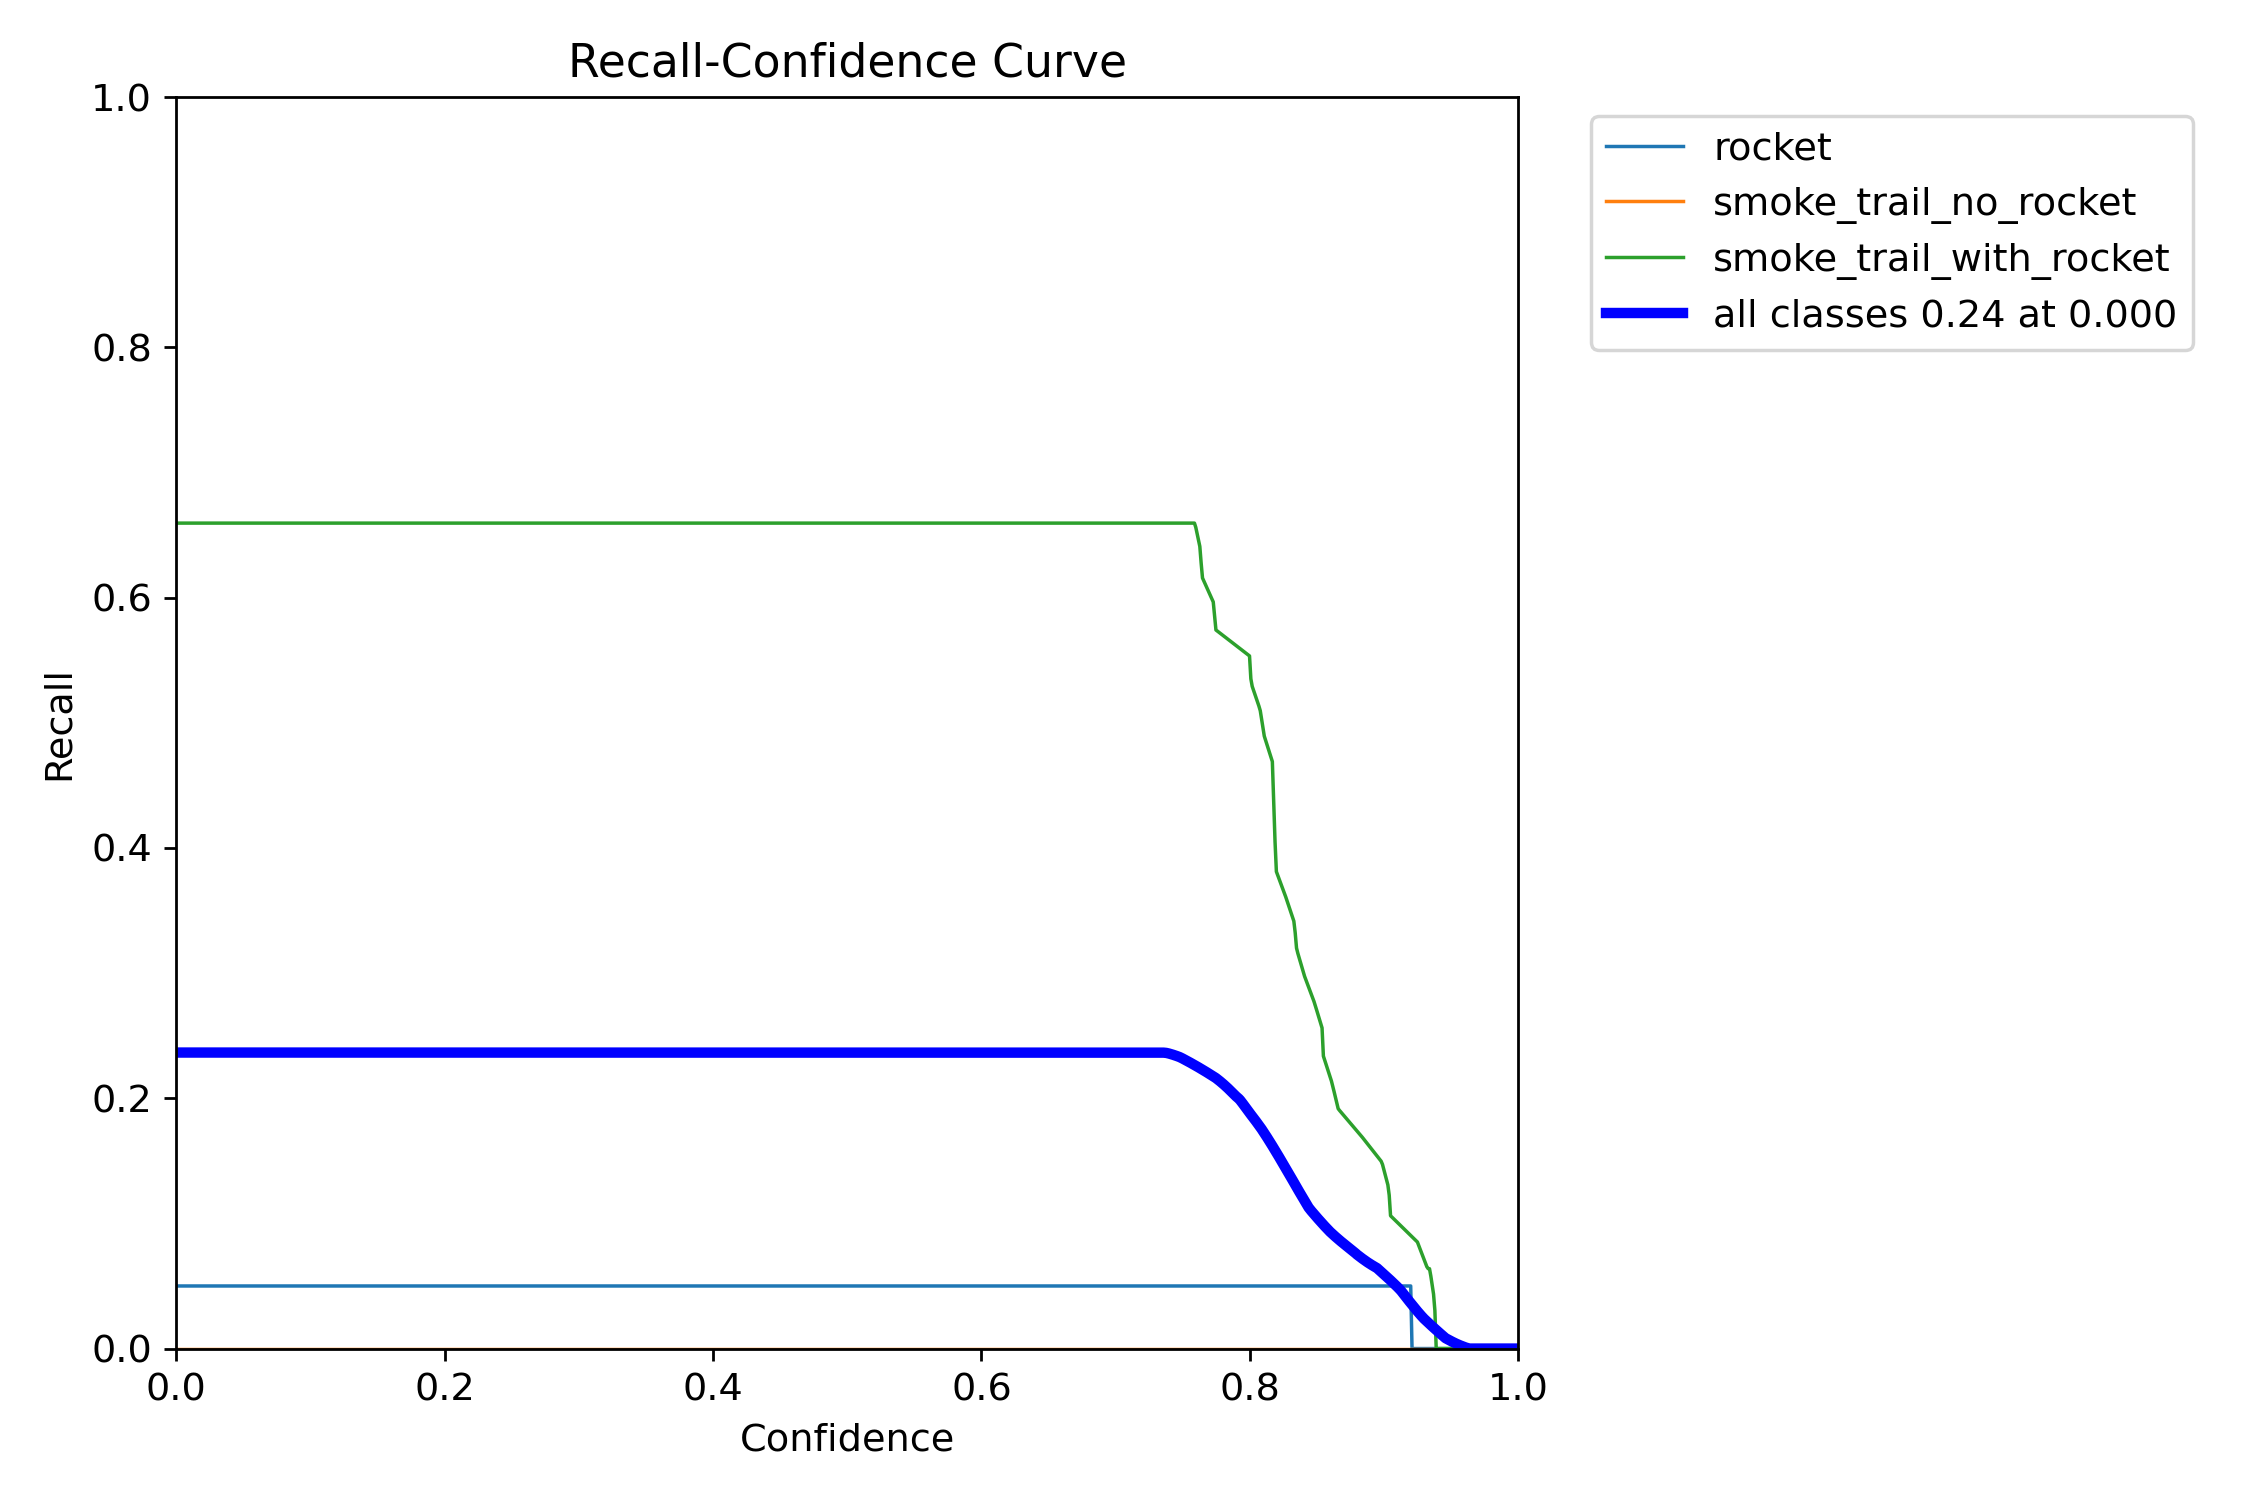 Recall-Confidence Curve
1.0
0.8
0.6
0.4
0.2
0.0
Recall
0.0 0.2 0.4 0.6 0.8 1.0
Confidence
rocket
smoke_trail_no_rocket
smoke_trail_with_rocket
all classes 0.24 at 0.000